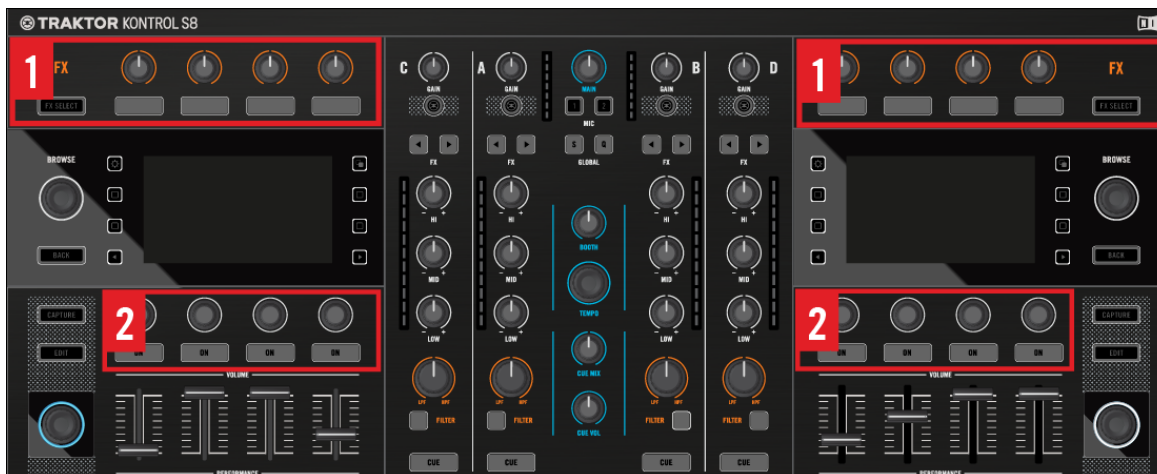 TRAKTOR KONTROL S8
1
FX
FX SELECT
BROWSE
BACK
2
CAPTURE
EDIT
ON
ON
ON
ON
VOLUME
PERFORMANCE
C
A
B
D
GAIN
GAIN
MAIN
GAIN
GAIN
1
2
MIC
S
Q
GLOBAL
FX
FX
FX
FX
- +
- +
- +
- +
HI
HI
HI
HI
BOOTH
- +
- +
- +
- +
MID
MID
MID
MID
TEMPO
- +
- +
- +
- +
LOW
LOW
LOW
LOW
CUE MIX
LPF HPF
LPF HPF
LPF HPF
LPF HPF
FILTER
FILTER
FILTER
FILTER
CUE VOL
CUE
CUE
CUE
CUE
1
FX
FX SELECT
BROWSE
BACK
2
CAPTURE
EDIT
ON
ON
ON
ON
VOLUME
PERFORMANCE